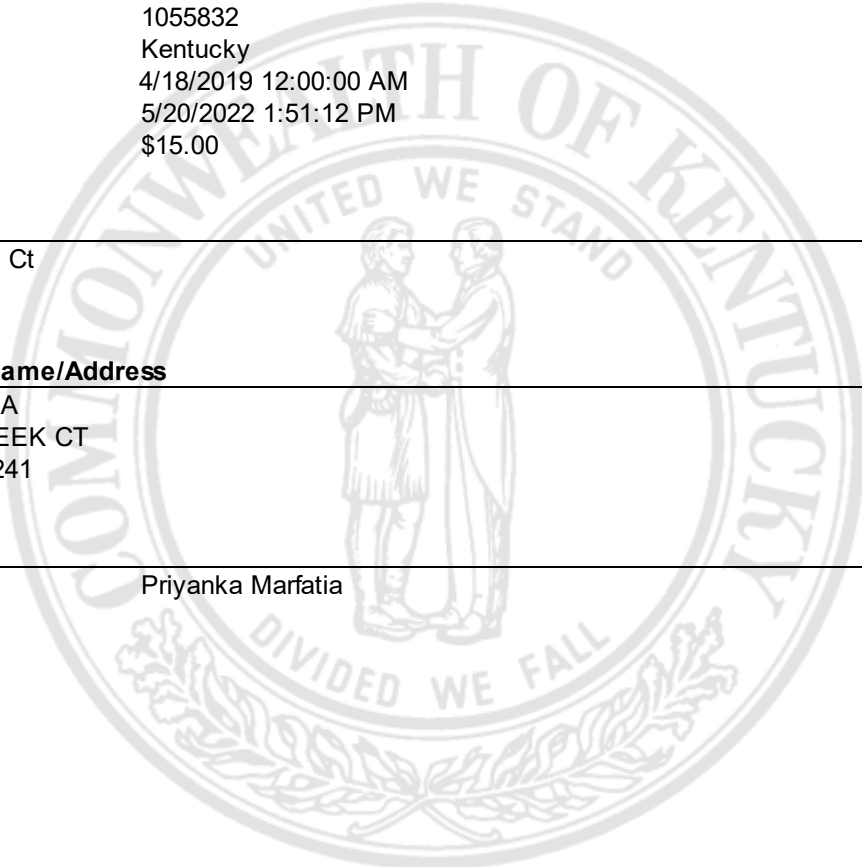 1055832
Kentucky
4/18/2019 12:00:00 AM
5/20/2022 1:51:12 PM
$15.00
Ct
ame/Address
A
EEK CT
241
Priyanka Marfatia
COMMONWEALTH OF KENTUCKY
UNITED WE STAND
DIVIDED WE FALL